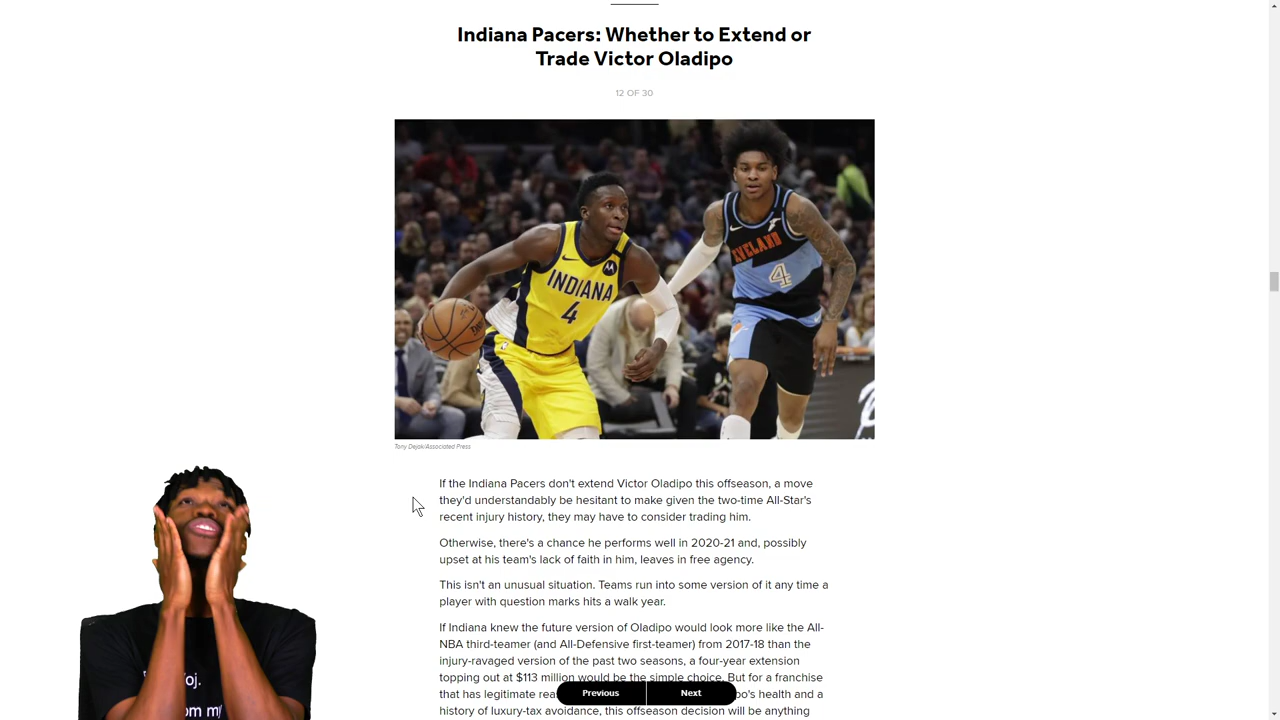 Indiana Pacers: Whether to Extend or
Trade Victor Oladipo
12 OF 30
INDIANA
4
EVELAND
4
Tony Dejak/Associated Press
If the Indiana Pacers don't extend Victor Oladipo this offseason, a move
they'd understandably be hesitant to make given the two-time All-Star's
recent injury history, they may have to consider trading him.
Otherwise, there's a chance he performs well in 2020-21 and, possibly
upset at his team's lack of faith in him, leaves in free agency.
This isn't an unusual situation. Teams run into some version of it any time a
player with question marks hits a walk year.
If Indiana knew the future version of Oladipo would look more like the All-
NBA third-teamer (and All-Defensive first-teamer) from 2017-18 than the
injury-ravaged version of the past two seasons, a four-year extension
topping out at $113 million would be the simple choice. But for a franchise
that has legitimate
's health and a
history of luxury-tax avoidance, this offseason decision will be anything
Previous
Next
oj.
om my